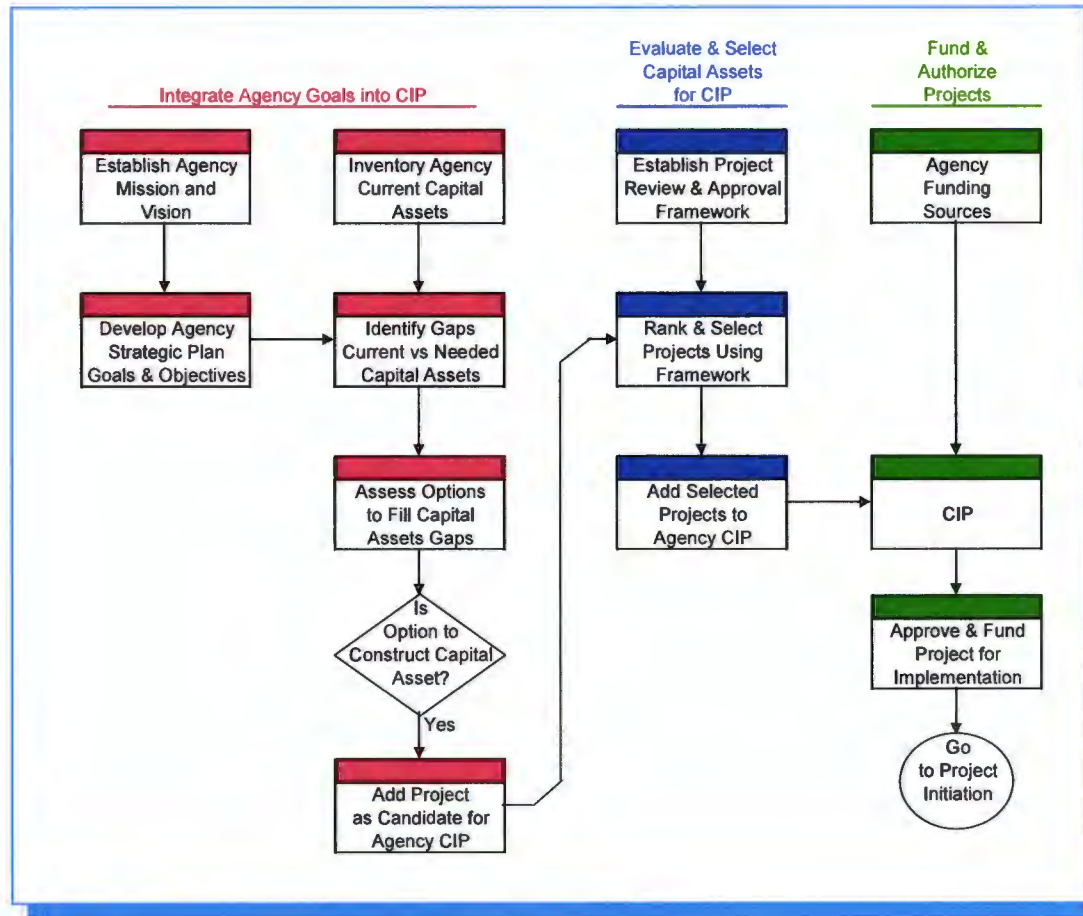 Integrate Agency Goals into CIP
Evaluate & Select
Capital Assets
for CIP
Fund &
Authorize
Projects
Establish Agency
Mission and
Vision
Inventory Agency
Current Capital
Assets
Establish Project
Review & Approval
Framework
Agency
Funding
Sources
Develop Agency
Strategic Plan
Goals & Objectives
Identify Gaps
Current vs Needed
Capital Assets
Rank & Select
Projects Using
Framework
Assess Options
to Fill Capital
Assets Gaps
Add Selected
Projects to
Agency CIP
CIP
Is
Option to
Construct Capital
Asset?
Yes
Approve & Fund
Project for
Implementation
Add Project
as Candidate for
Agency CIP
Go
to Project
Initiation